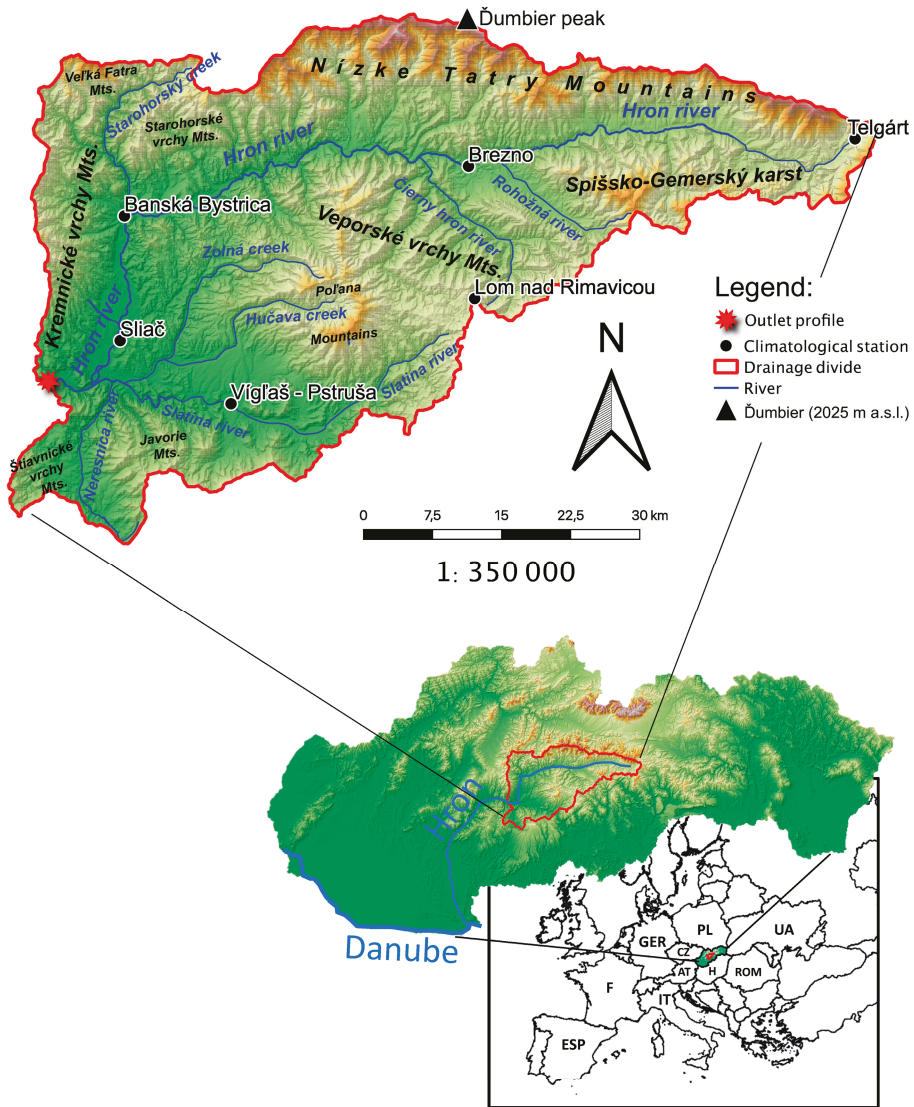 Ďumbier peak
Nízke Tatry Mountains
Veľká Fatra
Mts.
Starohorský creek
Starohorské
vrchy Mts.
Hron river
Hron river
Telgárt
Brezno
Rohožná river
Spišsko-Gemerský karst
Čierny hron river
Kremnické vrchy Mts.
Banská Bystrica
Veporské vrchy Mts.
Zolná creek
Poľana
Mountains
Hučava creek
Lom nad Rimavicou
Hron river
Sliač
Slatina river
Vígľaš - Pstruša
Slatina river
Neresnica river
Javorie
Mts.
Štiavnické
vrchy
Mts.
Legend:
Outlet profile
Climatological station
Drainage divide
River
Ďumbier (2025 m a.s.l.)
N
0 7,5 15 22,5 30 km
1: 350 000
Hron
Danube
PL
UA
GER
CZ
AT
H
ROM
F
IT
ESP